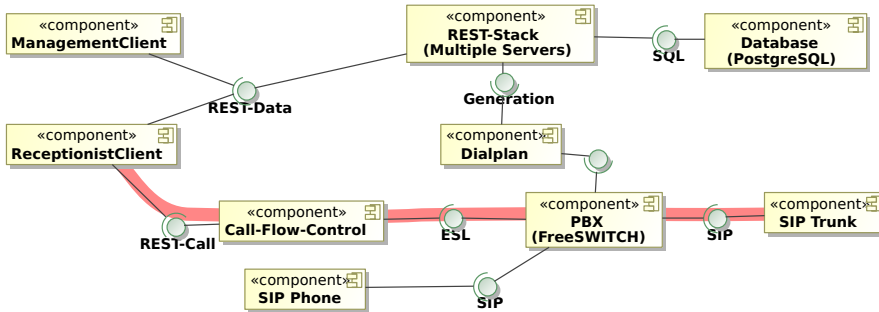 «component»
ManagementClient
«component»
REST-Stack
(Multiple Servers)
SQL
«component»
Database
(PostgreSQL)
REST-Data
Generation
«component»
ReceptionistClient
«component»
Dialplan
REST-Call
«component»
Call-Flow-Control
ESL
«component»
PBX
(FreeSWITCH)
SIP
«component»
SIP Trunk
«component»
SIP Phone
SIP